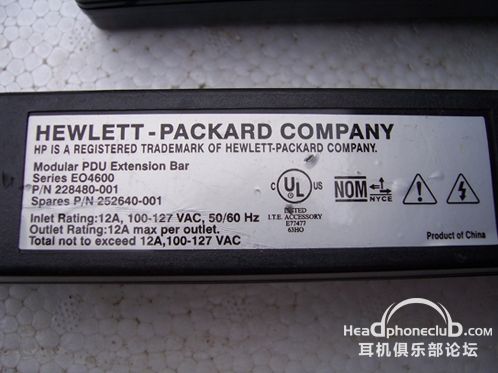 HEWLETT-PACKARD COMPANY
HP IS A REGISTERED TRADEMARK OF HEWLETT-PACKARD COMPANY.
Modular PDU Extension Bar
Series EO4600
P/N 228480-001
Spares P/N 252640-001
Inlet Rating:12A, 100-127 VAC, 50/60 Hz
Outlet Rating:12A max per outlet.
Total not to exceed 12A,100-127 VAC
C UL US
LISTED
I.T.E. ACCESSORY
E77477
63HO
NOM
NYCE
Product of China
Headphoneclub.com
耳机俱乐部论坛